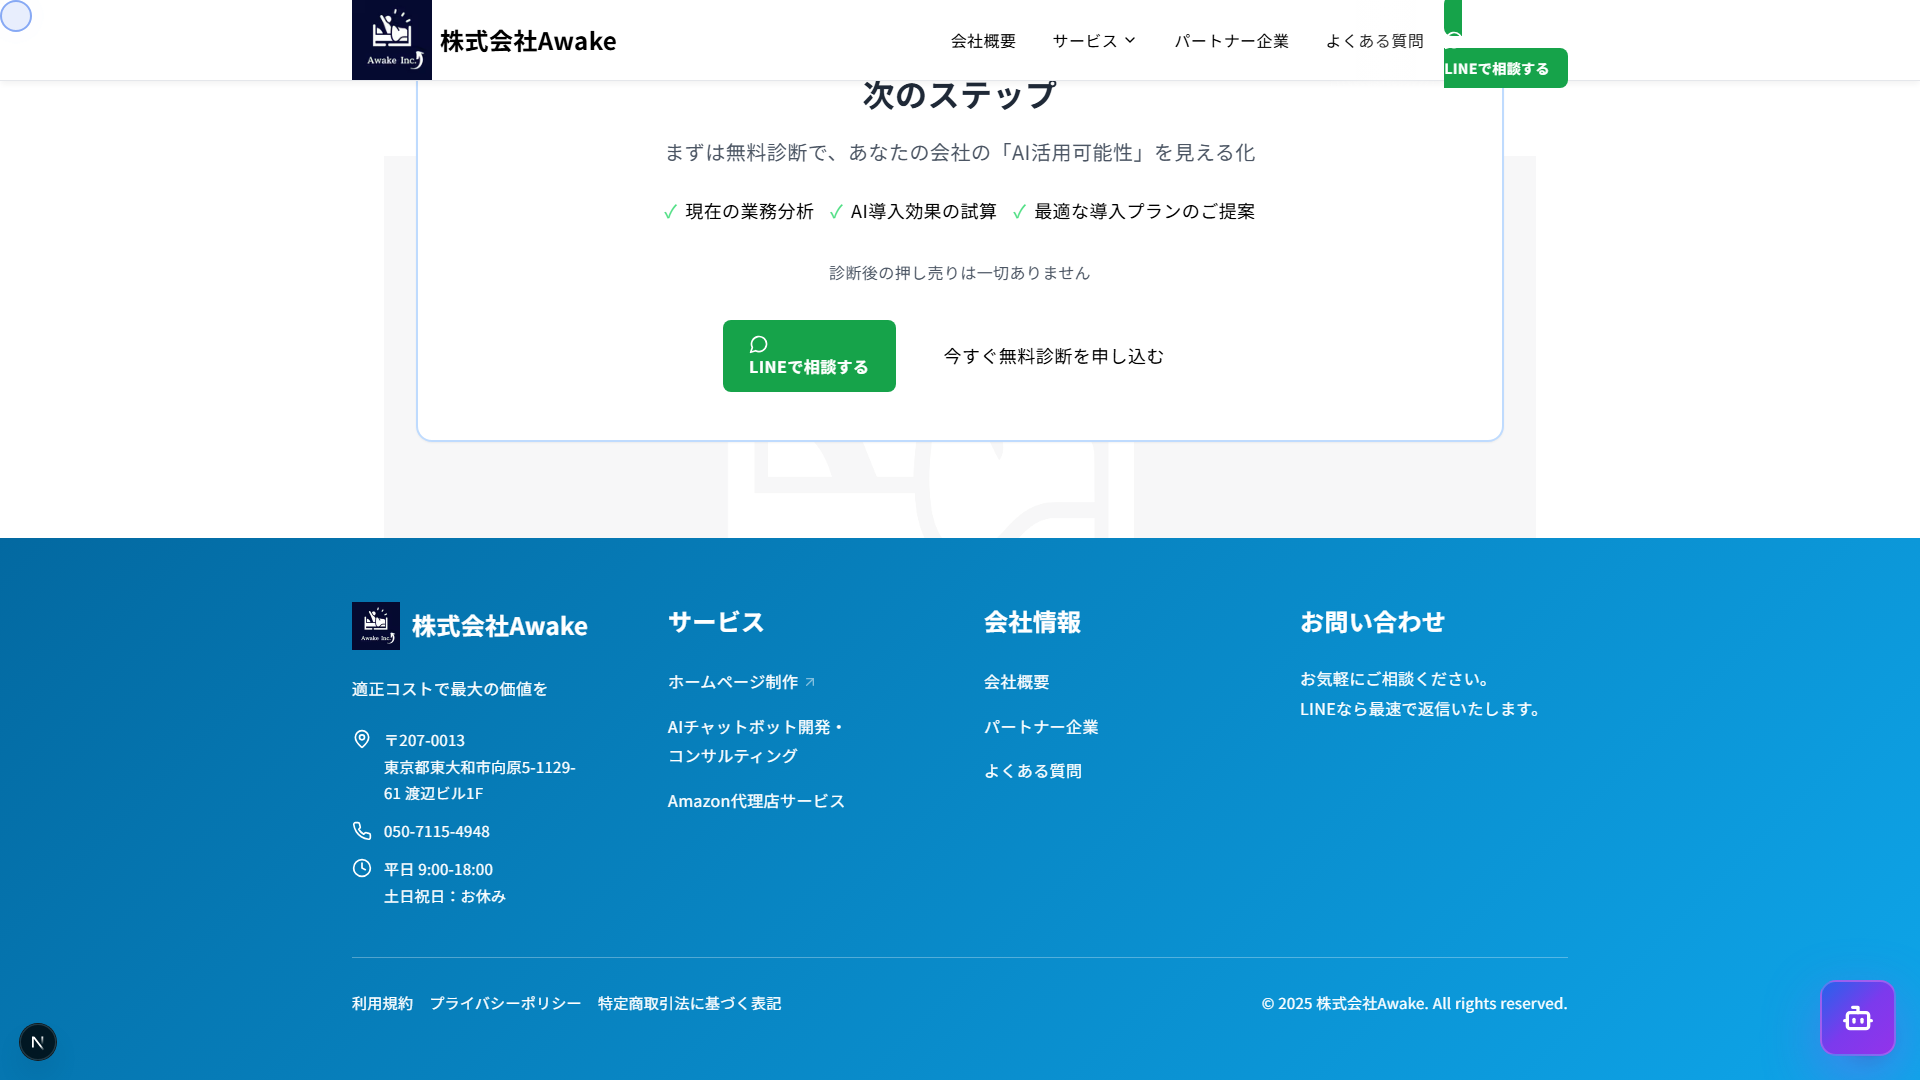 Awake Inc.
株式会社Awake
会社概要
サービス
パートナー企業
よくある質問
LINEで相談する
次のステップ
まずは無料診断で、あなたの会社の「AI活用可能性」を見える化
✓ 現在の業務分析 ✓ AI導入効果の試算 ✓ 最適な導入プランのご提案
診断後の押し売りは一切ありません
LINEで相談する
今すぐ無料診断を申し込む
Awake Inc.
株式会社Awake
適正コストで最大の価値を
〒207-0013
東京都東大和市向原5-1129-
61 渡辺ビル1F
050-7115-4948
平日 9:00-18:00
土日祝日：お休み
サービス
ホームページ制作
AIチャットボット開発・
コンサルティング
Amazon代理店サービス
会社情報
会社概要
パートナー企業
よくある質問
お問い合わせ
お気軽にご相談ください。
LINEなら最速で返信いたします。
利用規約 プライバシーポリシー 特定商取引法に基づく表記
© 2025 株式会社Awake. All rights reserved.
N